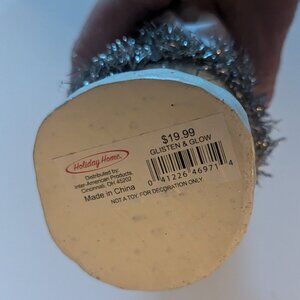 Holiday Home
Distributed by:
Inter-American Products,
Cincinnati, OH 45202
Made in China
$19.99
GLISTEN & GLOW
0 41226 46971 4
NOT A TOY. FOR DECORATION ONLY